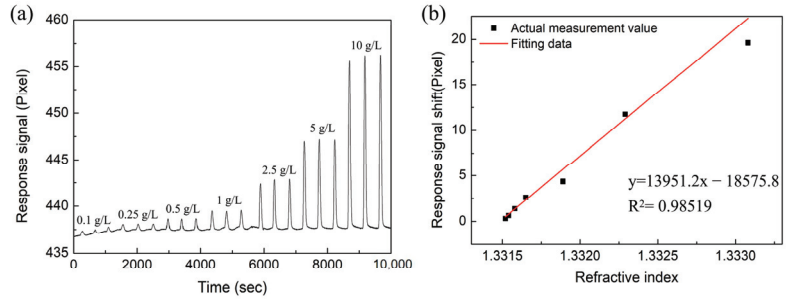 (a)
Response signal (Pixel)
460
455
450
445
440
435
0.1 g/L
0.25 g/L
0.5 g/L
1 g/L
2.5 g/L
5 g/L
10 g/L
0 2000 4000 6000 8000 10,000
Time (sec)
(b)
Response signal shift(Pixel)
20
15
10
5
0
Actual measurement value
Fitting data
y=13951.2x − 18575.8
R²= 0.98519
1.3315 1.3320 1.3325 1.3330
Refractive index